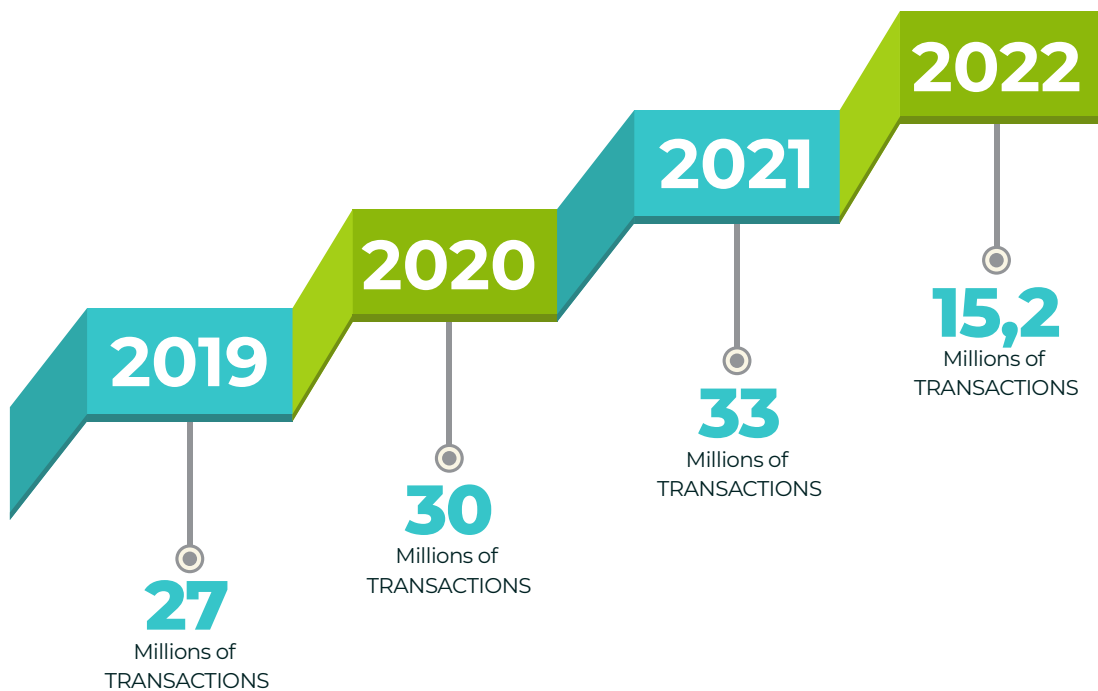 2019
27
Millions of
TRANSACTIONS
2020
30
Millions of
TRANSACTIONS
2021
33
Millions of
TRANSACTIONS
2022
15,2
Millions of
TRANSACTIONS